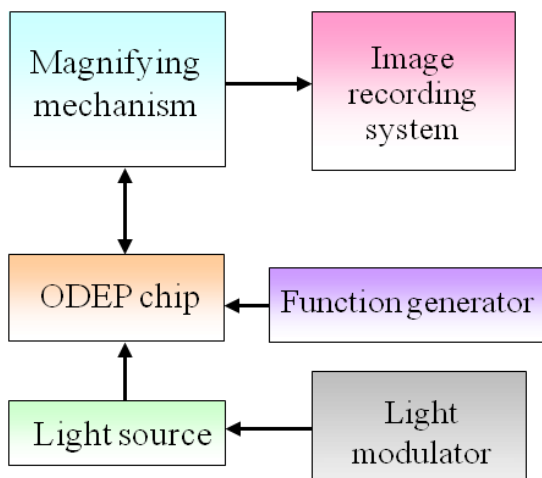 Magnifying
mechanism
Image
recording
system
ODEP chip
Function generator
Light source
Light
modulator